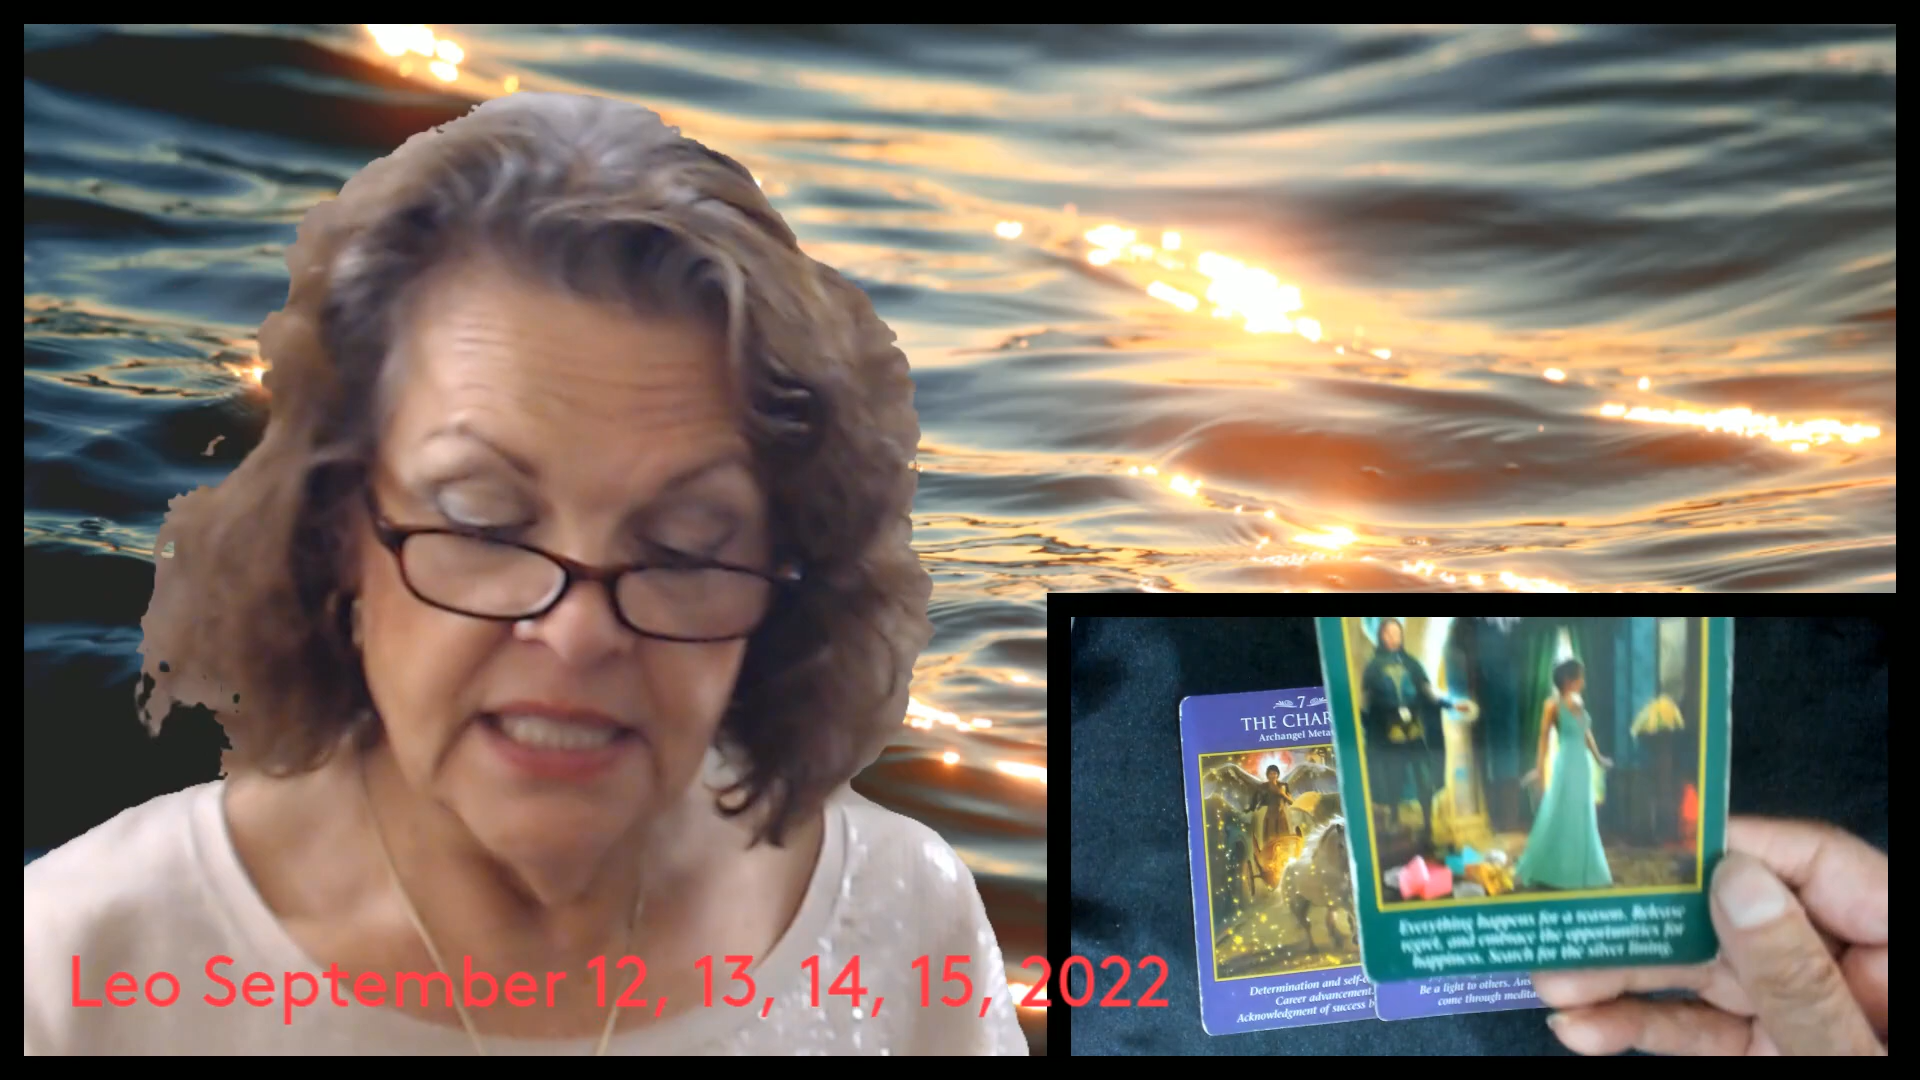 7
THE CHAR
Archangel Meta
Everything happens for a reason. Release
regret, and embrace the opportunities for
happiness. Search for the silver lining.
Determination and self-c
Career advancement.
Acknowledgment of success
Be a light to others. Ans
come through medita
Leo September 12, 13, 14, 15, 2022